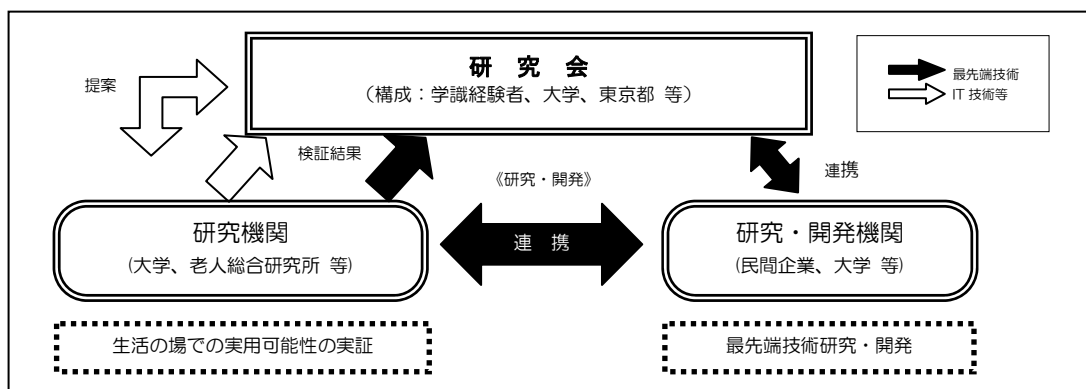 研 究 会
(構成：学識経験者、大学、東京都 等)
最先端技術
IT 技術等
提案
検証結果
《研究・開発》
連携
研究機関
(大学、老人総合研究所 等)
連 携
研究・開発機関
(民間企業、大学 等)
生活の場での実用可能性の実証
最先端技術研究・開発